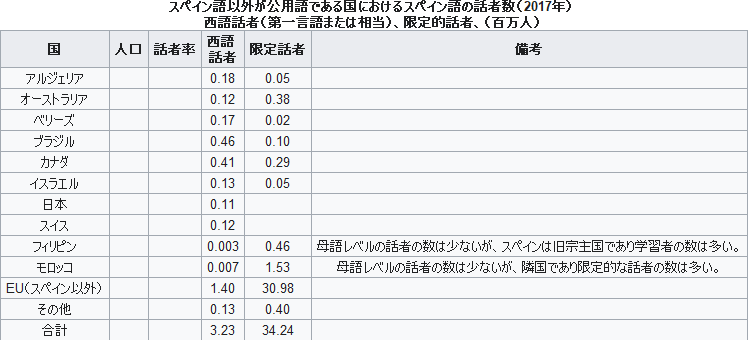 スペイン語以外が公用語である国におけるスペイン語の話者数（2017年）
西語話者（第一言語または相当）、限定的話者、（百万人）
国 人口 話者率 西語話者 限定話者 備考
アルジェリア 0.18 0.05
オーストラリア 0.12 0.38
ベリーズ 0.17 0.02
ブラジル 0.46 0.10
カナダ 0.41 0.29
イスラエル 0.13 0.05
日本 0.11
スイス 0.12
フィリピン 0.003 0.46 母語レベルの話者の数は少ないが、スペインは旧宗主国であり学習者の数は多い。
モロッコ 0.007 1.53 母語レベルの話者の数は少ないが、隣国であり限定的な話者の数は多い。
EU（スペイン以外） 1.40 30.98
その他 0.13 0.40
合計 3.23 34.24